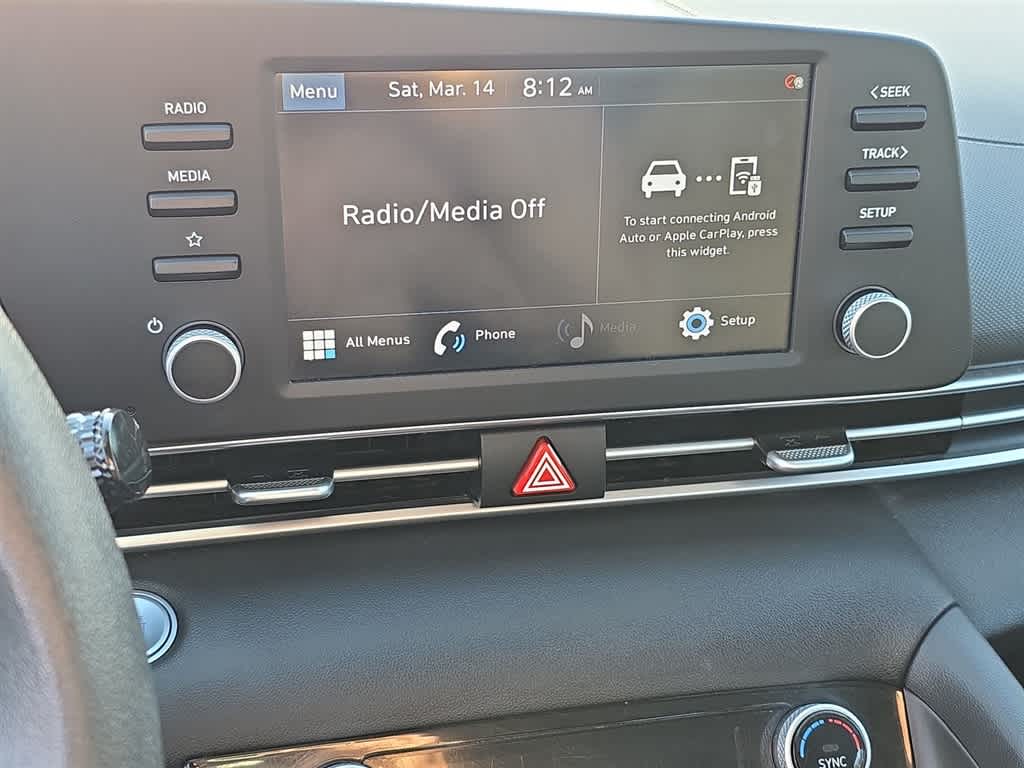 Menu Sat, Mar. 14 8:12 AM
RADIO
MEDIA
Radio/Media Off
To start connecting Android
Auto or Apple CarPlay, press
this widget.
All Menus Phone Media Setup
<SEEK
TRACK>
SETUP
SYNC